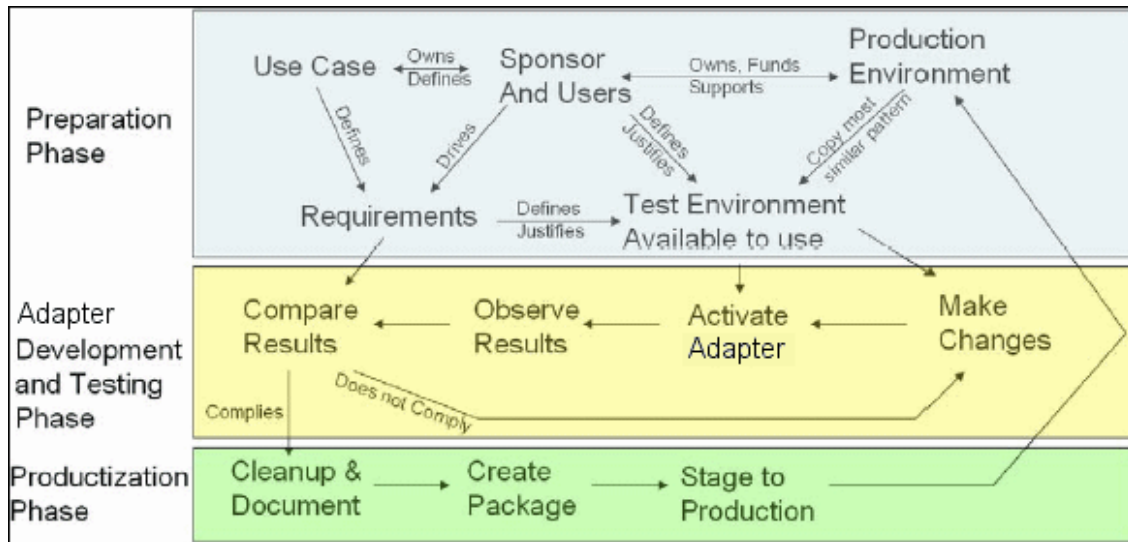 Preparation
Phase
Use Case
Owns
Defines
Sponsor
And Users
Owns, Funds
Supports
Production
Environment
Defines
Drives
Defines
Justifies
Copy most
similar pattern
Requirements
Defines
Justifies
Test Environment
Available to use
Adapter
Development
and Testing
Phase
Compare
Results
Observe
Results
Activate
Adapter
Make
Changes
Complies
Does not Comply
Productization
Phase
Cleanup &
Document
Create
Package
Stage to
Production